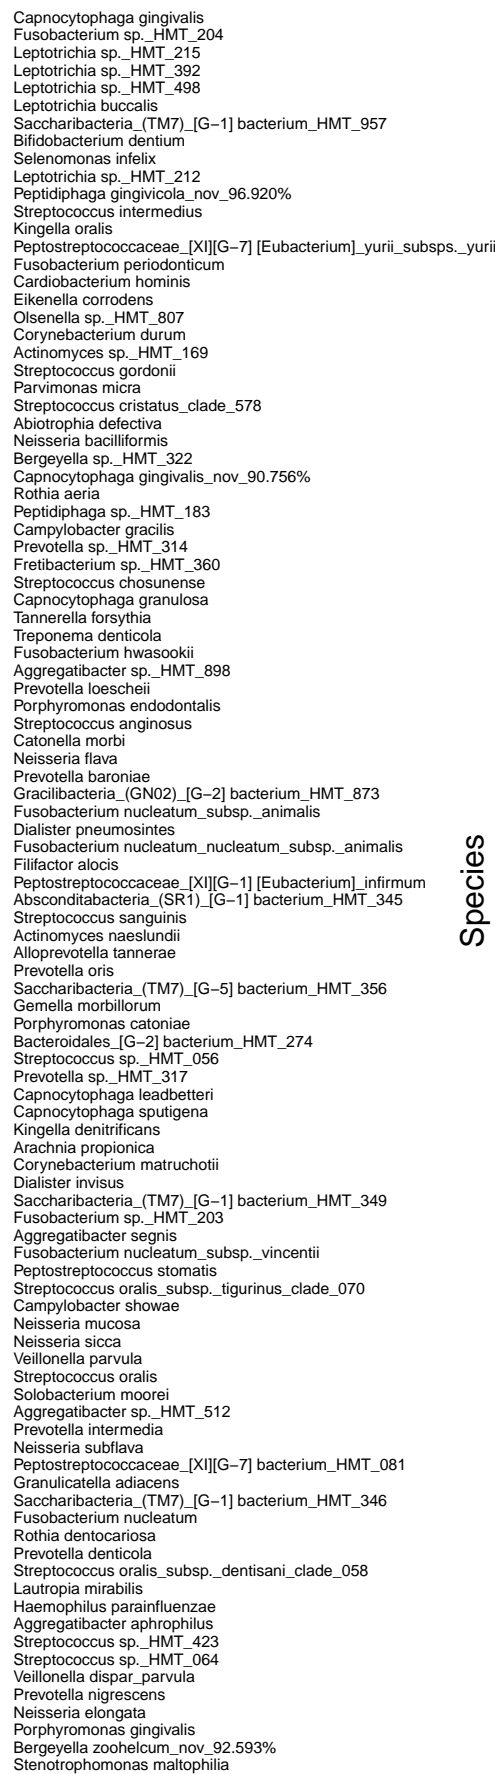 Capnocytophaga gingivalis
Fusobacterium sp._HMT_204
Leptotrichia sp._HMT_215
Leptotrichia sp._HMT_392
Leptotrichia sp._HMT_498
Leptotrichia buccalis
Saccharibacteria_(TM7)_[G−1] bacterium_HMT_957
Bifidobacterium dentium
Selenomonas infelix
Leptotrichia sp._HMT_212
Peptidiphaga gingivicola_nov_96.920%
Streptococcus intermedius
Kingella oralis
Peptostreptococcaceae_[XI][G−7] [Eubacterium]_yurii_subsps._yurii
Fusobacterium periodonticum
Cardiobacterium hominis
Eikenella corrodens
Olsenella sp._HMT_807
Corynebacterium durum
Actinomyces sp._HMT_169
Streptococcus gordonii
Parvimonas micra
Streptococcus cristatus_clade_578
Abiotrophia defectiva
Neisseria bacilliformis
Bergeyella sp._HMT_322
Capnocytophaga gingivalis_nov_90.756%
Rothia aeria
Peptidiphaga sp._HMT_183
Campylobacter gracilis
Prevotella sp._HMT_314
Fretibacterium sp._HMT_360
Streptococcus chosunense
Capnocytophaga granulosa
Tannerella forsythia
Treponema denticola
Fusobacterium hwasookii
Aggregatibacter sp._HMT_898
Prevotella loescheii
Porphyromonas endodontalis
Streptococcus anginosus
Catonella morbi
Neisseria flava
Prevotella baroniae
Gracilibacteria_(GN02)_[G−2] bacterium_HMT_873
Fusobacterium nucleatum_subsp._animalis
Dialister pneumosintes
Fusobacterium nucleatum_nucleatum_subsp._animalis
Filifactor alocis
Peptostreptococcaceae_[XI][G−1] [Eubacterium]_infirmum
Absconditabacteria_(SR1)_[G−1] bacterium_HMT_345
Streptococcus sanguinis
Actinomyces naeslundii
Alloprevotella tannerae
Prevotella oris
Saccharibacteria_(TM7)_[G−5] bacterium_HMT_356
Gemella morbillorum
Porphyromonas catoniae
Bacteroidales_[G−2] bacterium_HMT_274
Streptococcus sp._HMT_056
Prevotella sp._HMT_317
Capnocytophaga leadbetteri
Capnocytophaga sputigena
Kingella denitrificans
Arachnia propionica
Corynebacterium matruchotii
Dialister invisus
Saccharibacteria_(TM7)_[G−1] bacterium_HMT_349
Fusobacterium sp._HMT_203
Aggregatibacter segnis
Fusobacterium nucleatum_subsp._vincentii
Peptostreptococcus stomatis
Streptococcus oralis_subsp._tigurinus_clade_070
Campylobacter showae
Neisseria mucosa
Neisseria sicca
Veillonella parvula
Streptococcus oralis
Solobacterium moorei
Aggregatibacter sp._HMT_512
Prevotella intermedia
Neisseria subflava
Peptostreptococcaceae_[XI][G−7] bacterium_HMT_081
Granulicatella adiacens
Saccharibacteria_(TM7)_[G−1] bacterium_HMT_346
Fusobacterium nucleatum
Rothia dentocariosa
Prevotella denticola
Streptococcus oralis_subsp._dentisani_clade_058
Lautropia mirabilis
Haemophilus parainfluenzae
Aggregatibacter aphrophilus
Streptococcus sp._HMT_423
Streptococcus sp._HMT_064
Veillonella dispar_parvula
Prevotella nigrescens
Neisseria elongata
Porphyromonas gingivalis
Bergeyella zoohelcum_nov_92.593%
Stenotrophomonas maltophilia
Species